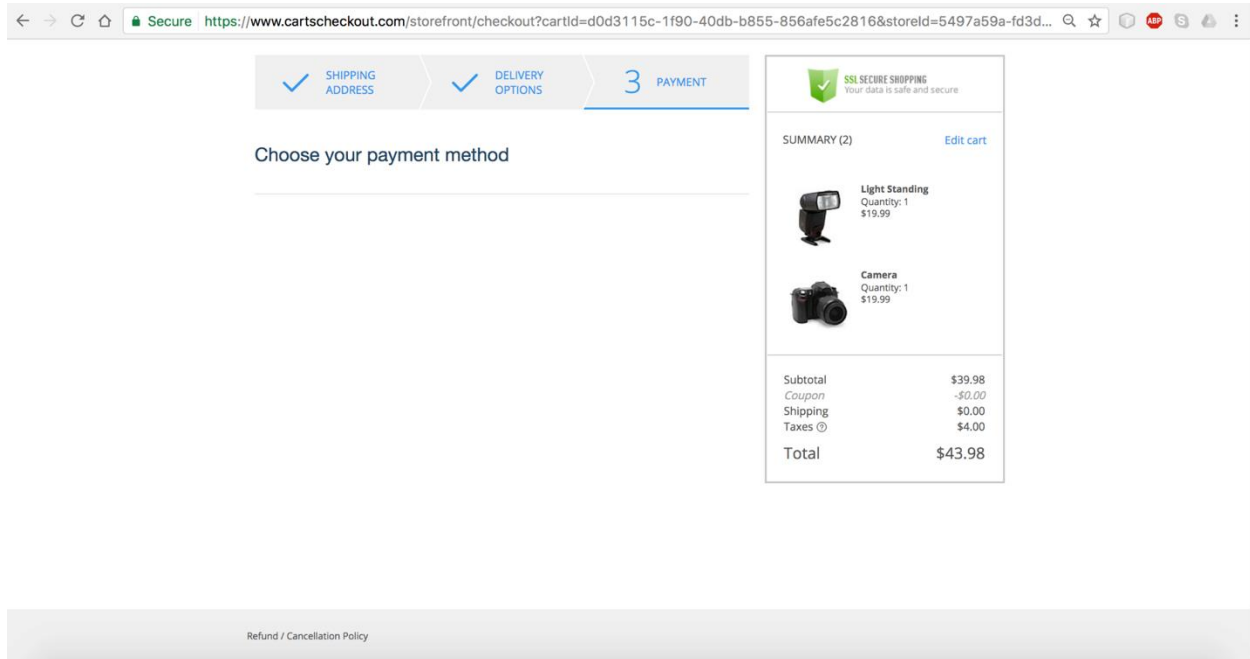 Secure https://www.cartscheckout.com/storefront/checkout?cartId=d0d3115c-1f90-40db-b855-856afe5c2816&storeId=5497a59a-fd3d...
ABP
S
SHIPPING
ADDRESS
DELIVERY
OPTIONS
3 PAYMENT
Choose your payment method
SSL SECURE SHOPPING
Your data is safe and secure
SUMMARY (2) Edit cart
Light Standing
Quantity: 1
$19.99
Camera
Quantity: 1
$19.99
Subtotal $39.98
Coupon -$0.00
Shipping $0.00
Taxes ? $4.00
Total $43.98
Refund / Cancellation Policy